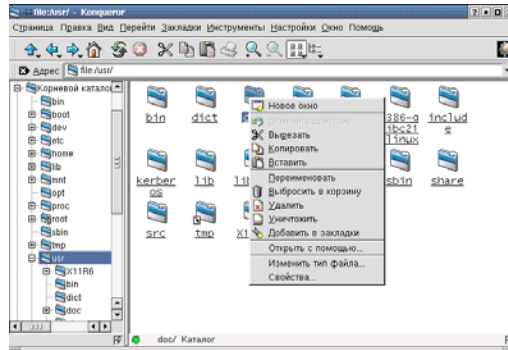 file:/usr/ - Konqueror
Страница Правка Вид Перейти Закладки Инструменты Настройки Окно Помощь
Адрес file:/usr/
Корневой каталог
bin
boot
dev
etc
home
lib
mnt
opt
proc
root
sbin
tmp
usr
X11R6
bin
dict
doc
bin dict
386-g includ
ibc21 e
linux
kerber lib sbin share
os
src tmp
Новое окно
Отменить действие
Вырезать
Копировать
Вставить
Переименовать
Выбросить в корзину
Удалить
Уничтожить
Добавить в закладки
Открыть с помощью...
Изменить тип файла...
Свойства...
doc/ Каталог